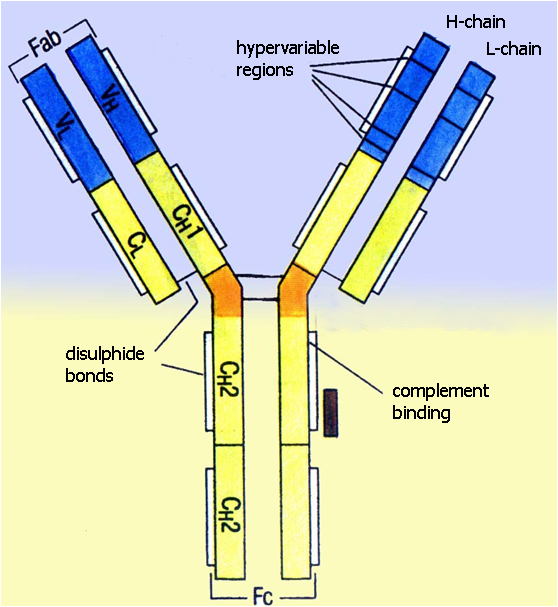 Fab
hypervariable
regions
H-chain
L-chain
VL
VH
CL
CH1
disulphide
bonds
CH2
complement
binding
CH2
Fc